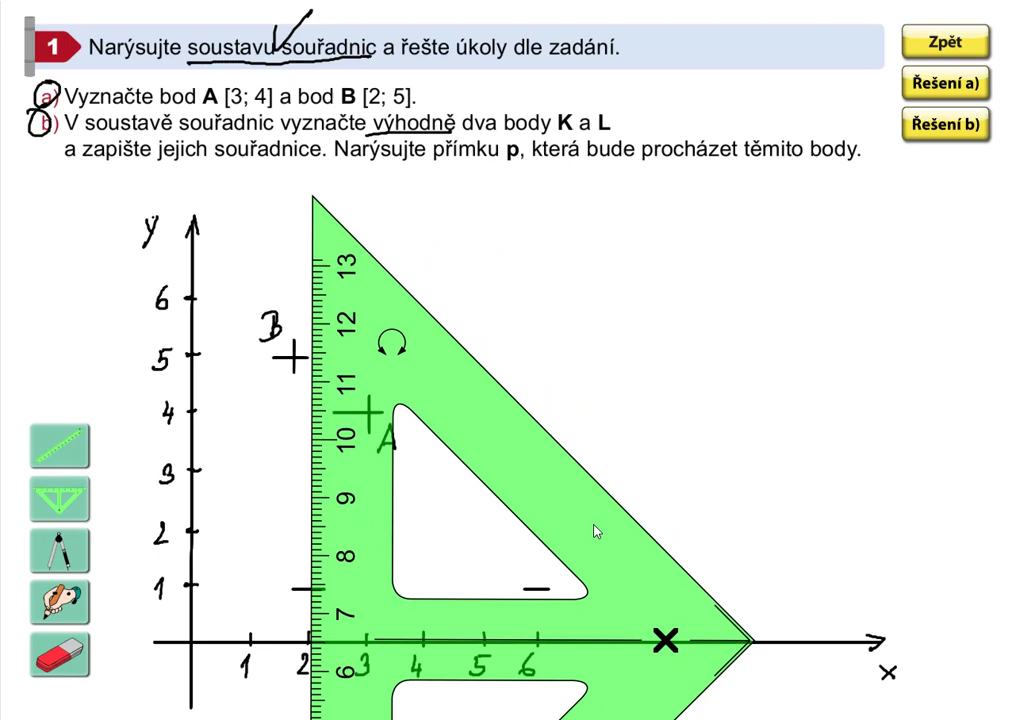 1 Narýsujte soustavu souřadnic a řešte úkoly dle zadání.
Zpět
a) Vyznačte bod A [3; 4] a bod B [2; 5].
Řešení a)
b) V soustavě souřadnic vyznačte výhodně dva body K a L
Řešení b)
a zapište jejich souřadnice. Narýsujte přímku p, která bude procházet těmito body.
y
13
6
B
12
5
11
4
A
10
3
9
2
8
1
7
1 2 3 4 5 6
6
x